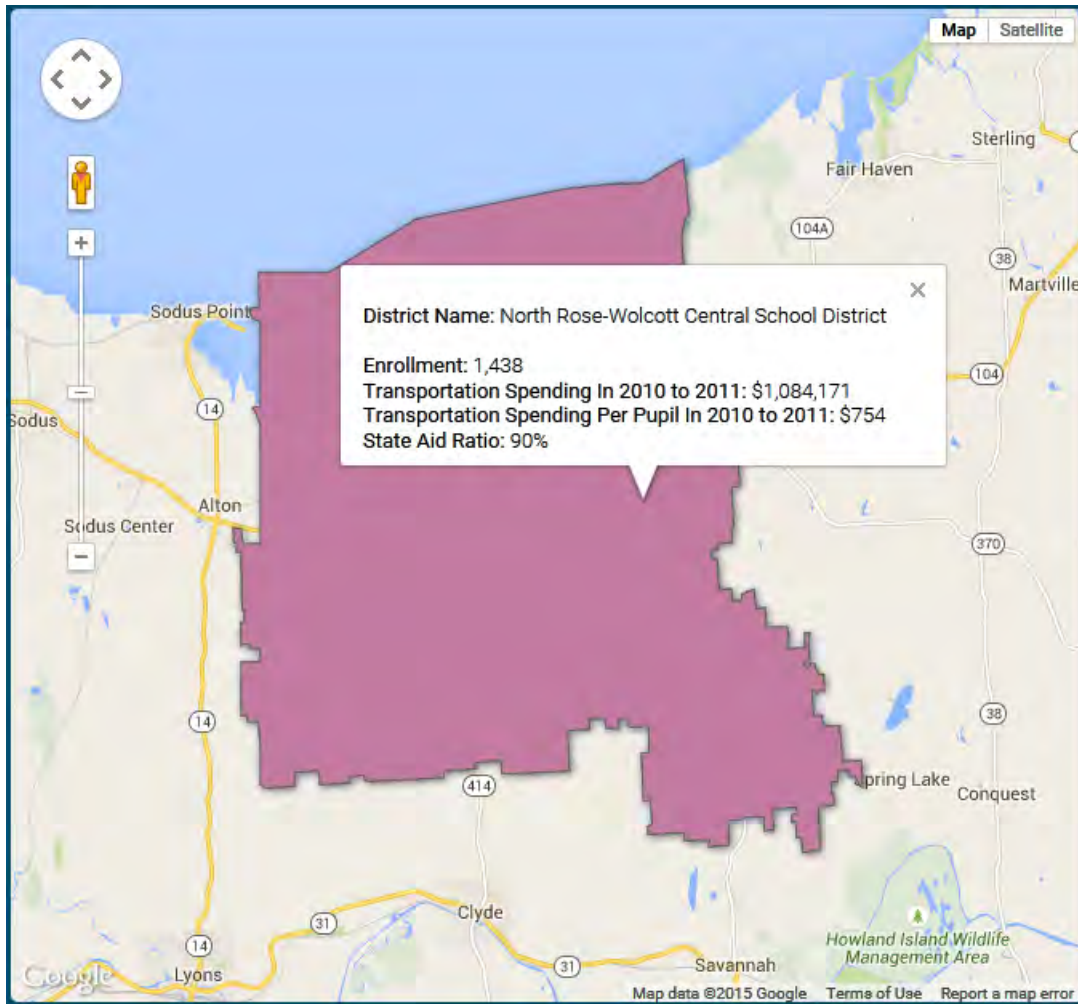 Map Satellite
Sterling
Fair Haven
104A
38
Martville
Sodus Point
District Name: North Rose-Wolcott Central School District
Enrollment: 1,438
Transportation Spending In 2010 to 2011: $1,084,171
Transportation Spending Per Pupil In 2010 to 2011: $754
State Aid Ratio: 90%
104
14
Sodus
Alton
Sodus Center
370
14
38
414
Spring Lake
Conquest
Clyde
31
14
Howland Island Wildlife
Management Area
31
Savannah
Lyons
Google
Map data ©2015 Google Terms of Use Report a map error